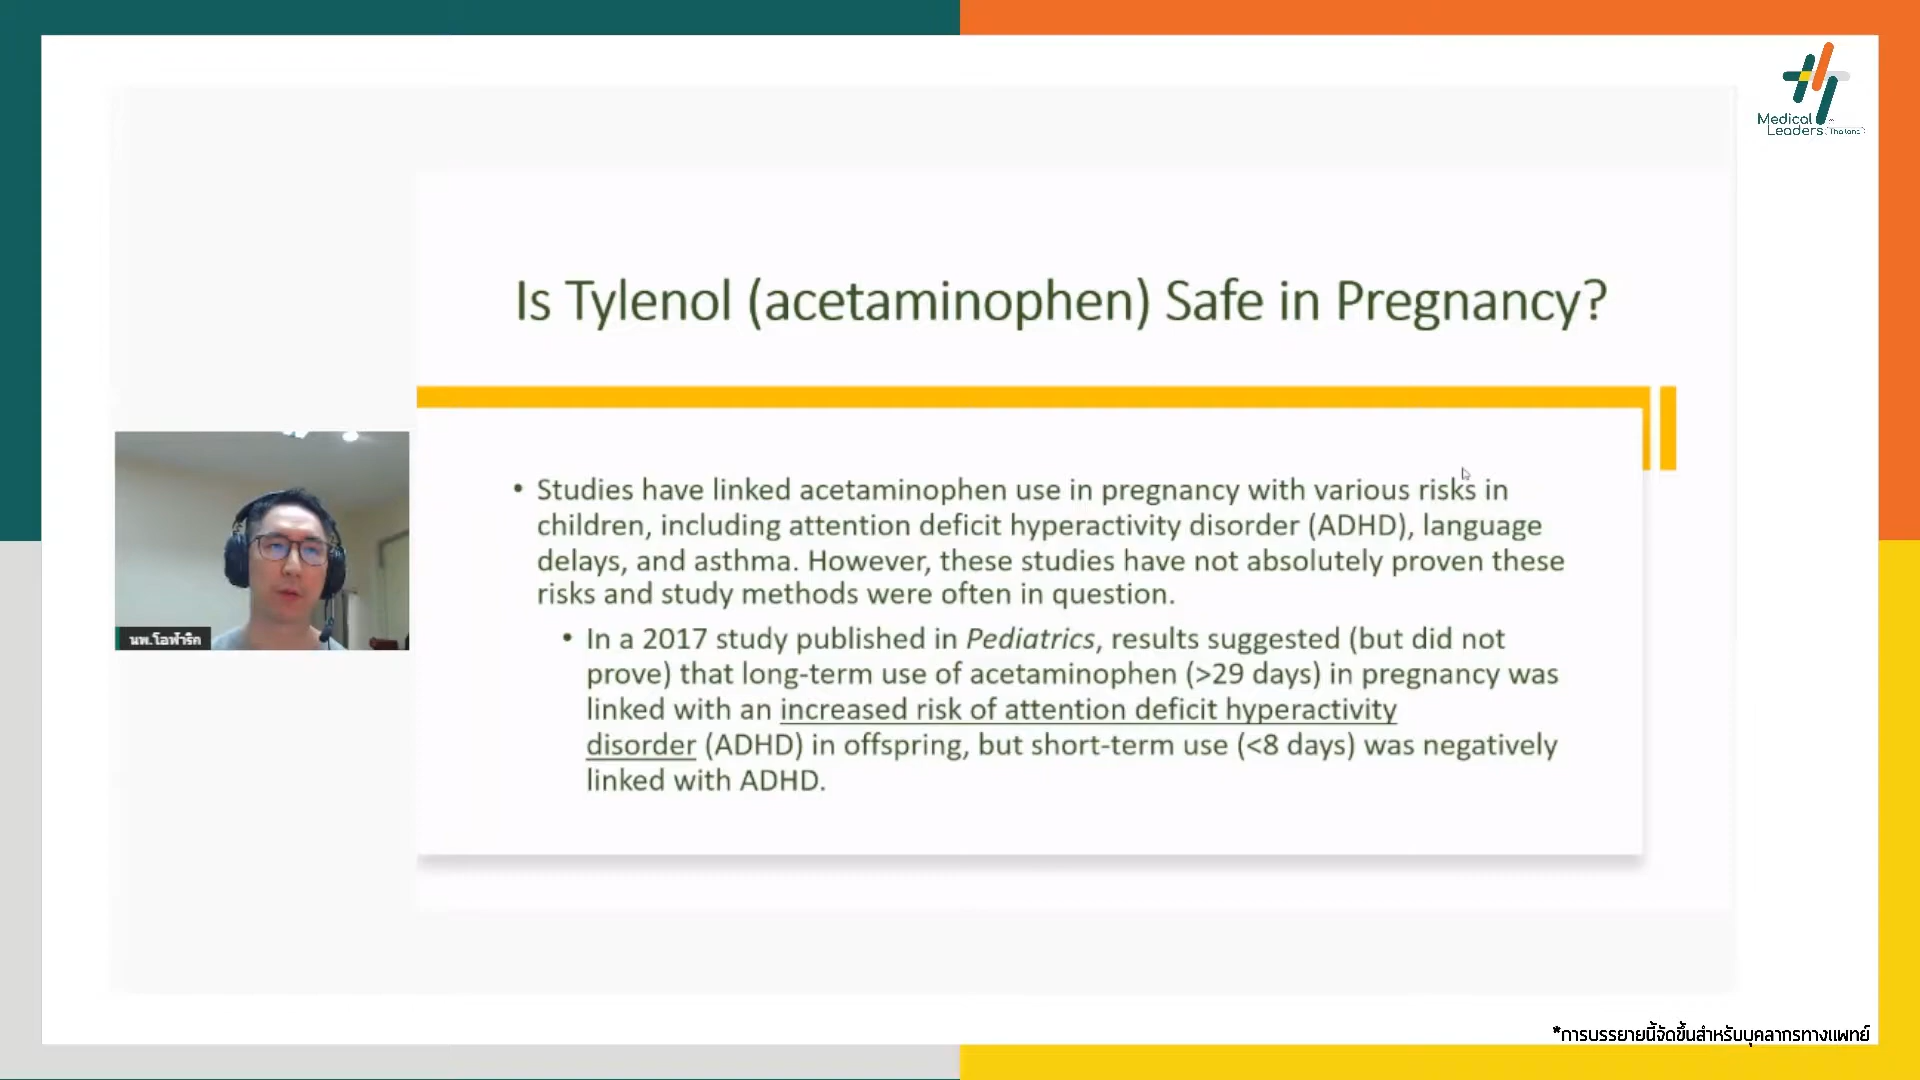 Medical
Leaders (Thailand)
Is Tylenol (acetaminophen) Safe in Pregnancy?
• Studies have linked acetaminophen use in pregnancy with various risks in
children, including attention deficit hyperactivity disorder (ADHD), language
delays, and asthma. However, these studies have not absolutely proven these
risks and study methods were often in question.
• In a 2017 study published in Pediatrics, results suggested (but did not
prove) that long-term use of acetaminophen (>29 days) in pregnancy was
linked with an increased risk of attention deficit hyperactivity
disorder (ADHD) in offspring, but short-term use (<8 days) was negatively
linked with ADHD.
นพ.โอฬาริค
*การบรรยายนี้จัดขึ้นสำหรับบุคลากรทางแพทย์